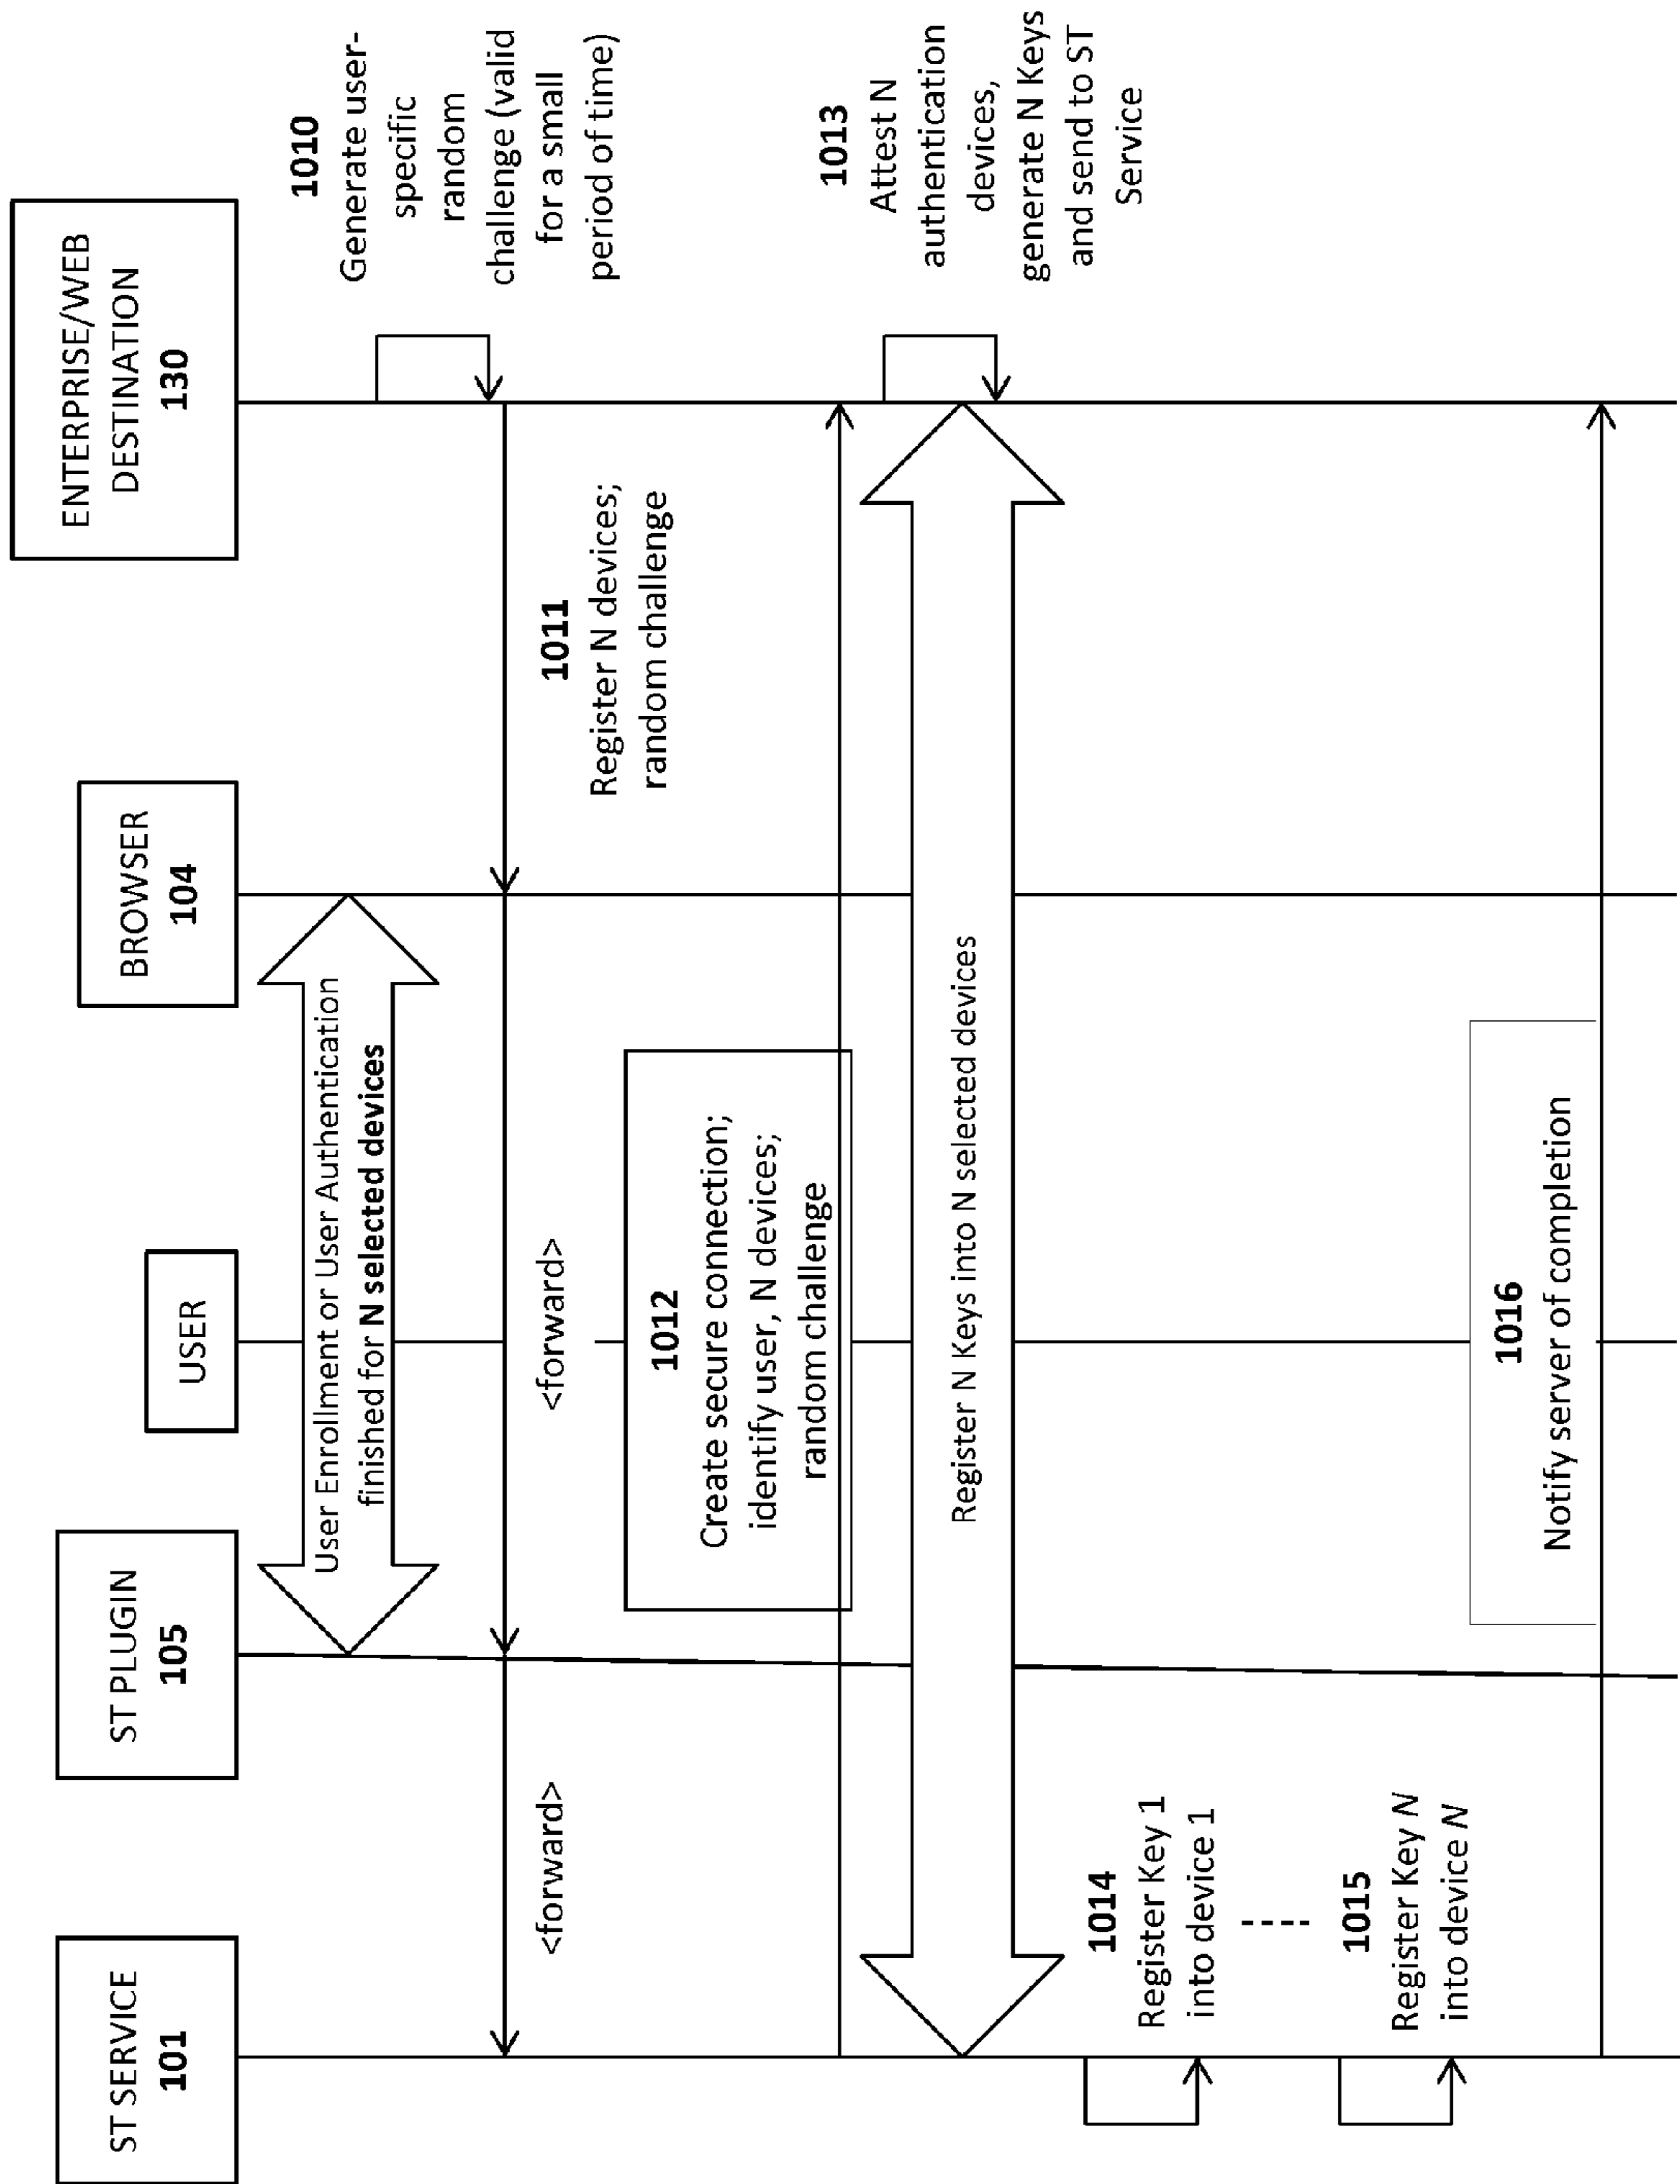 ST SERVICE
101
ST PLUGIN
105
USER
BROWSER
104
ENTERPRISE/WEB
DESTINATION
130
User Enrollment or User Authentication
finished for N selected devices
1010
Generate user-
specific
random
challenge (valid
for a small
period of time)
<forward>
<forward>
1011
Register N devices;
random challenge
1012
Create secure connection;
identify user, N devices;
random challenge
1013
Attest N
authentication
devices,
generate N Keys
and send to ST
Service
Register N Keys into N selected devices
1014
Register Key 1
into device 1
----
1015
Register Key N
into device N
1016
Notify server of completion